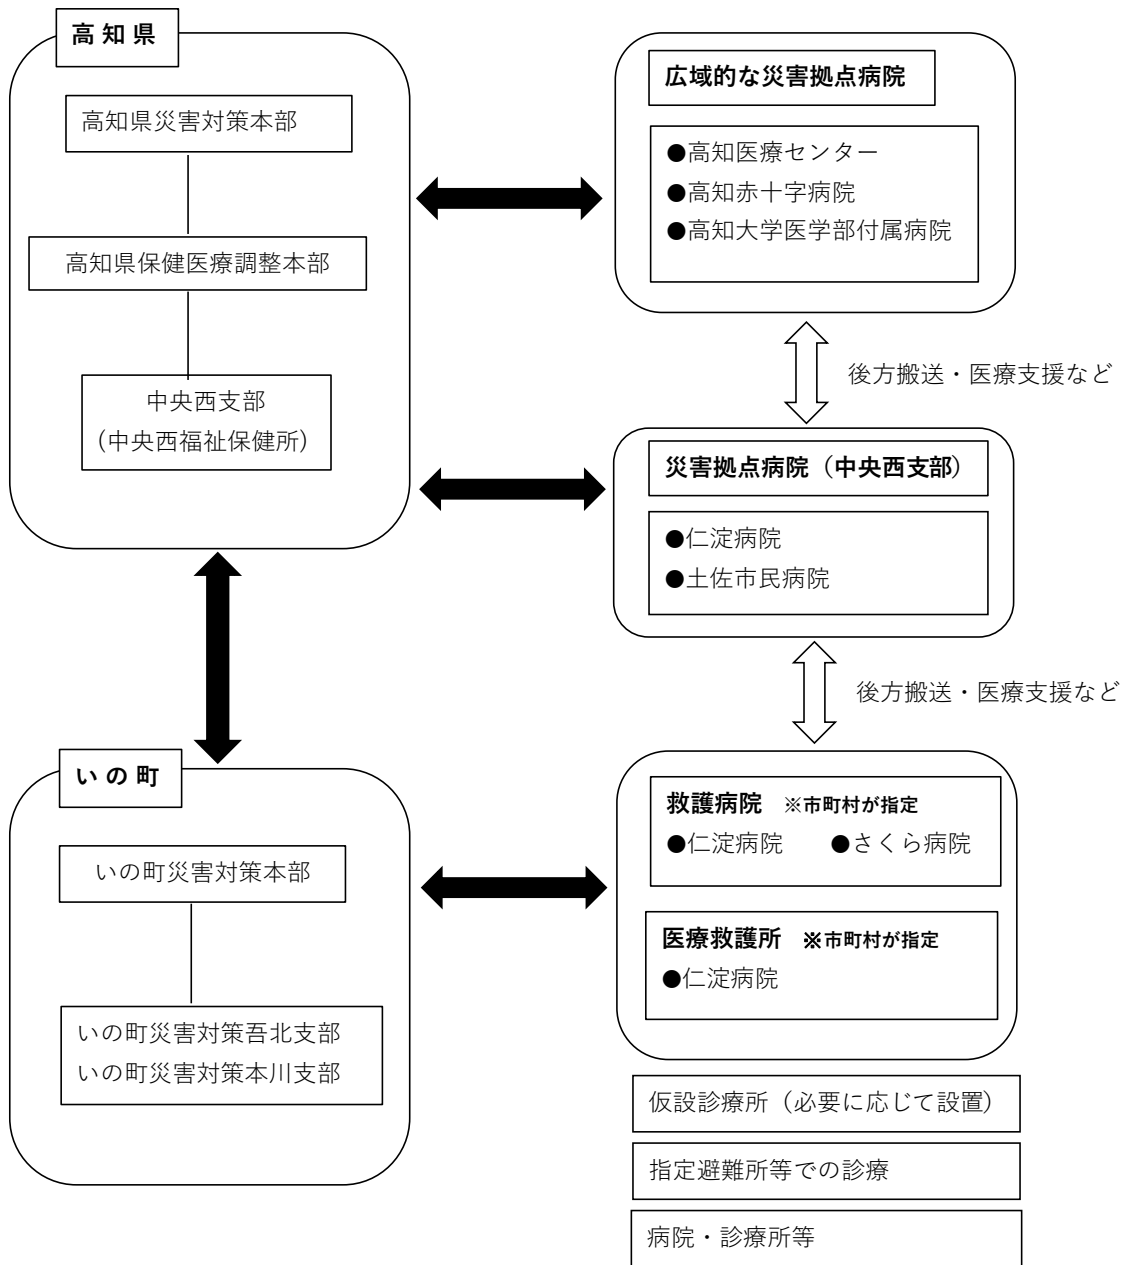 高 知 県
高知県災害対策本部
高知県保健医療調整本部
中央西支部
(中央西福祉保健所)
広域的な災害拠点病院
●高知医療センター
●高知赤十字病院
●高知大学医学部付属病院
後方搬送・医療支援など
災害拠点病院（中央西支部）
●仁淀病院
●土佐市民病院
後方搬送・医療支援など
い の 町
いの町災害対策本部
いの町災害対策吾北支部
いの町災害対策本川支部
救護病院 ※市町村が指定
●仁淀病院 ●さくら病院
医療救護所 ※市町村が指定
●仁淀病院
仮設診療所（必要に応じて設置）
指定避難所等での診療
病院・診療所等